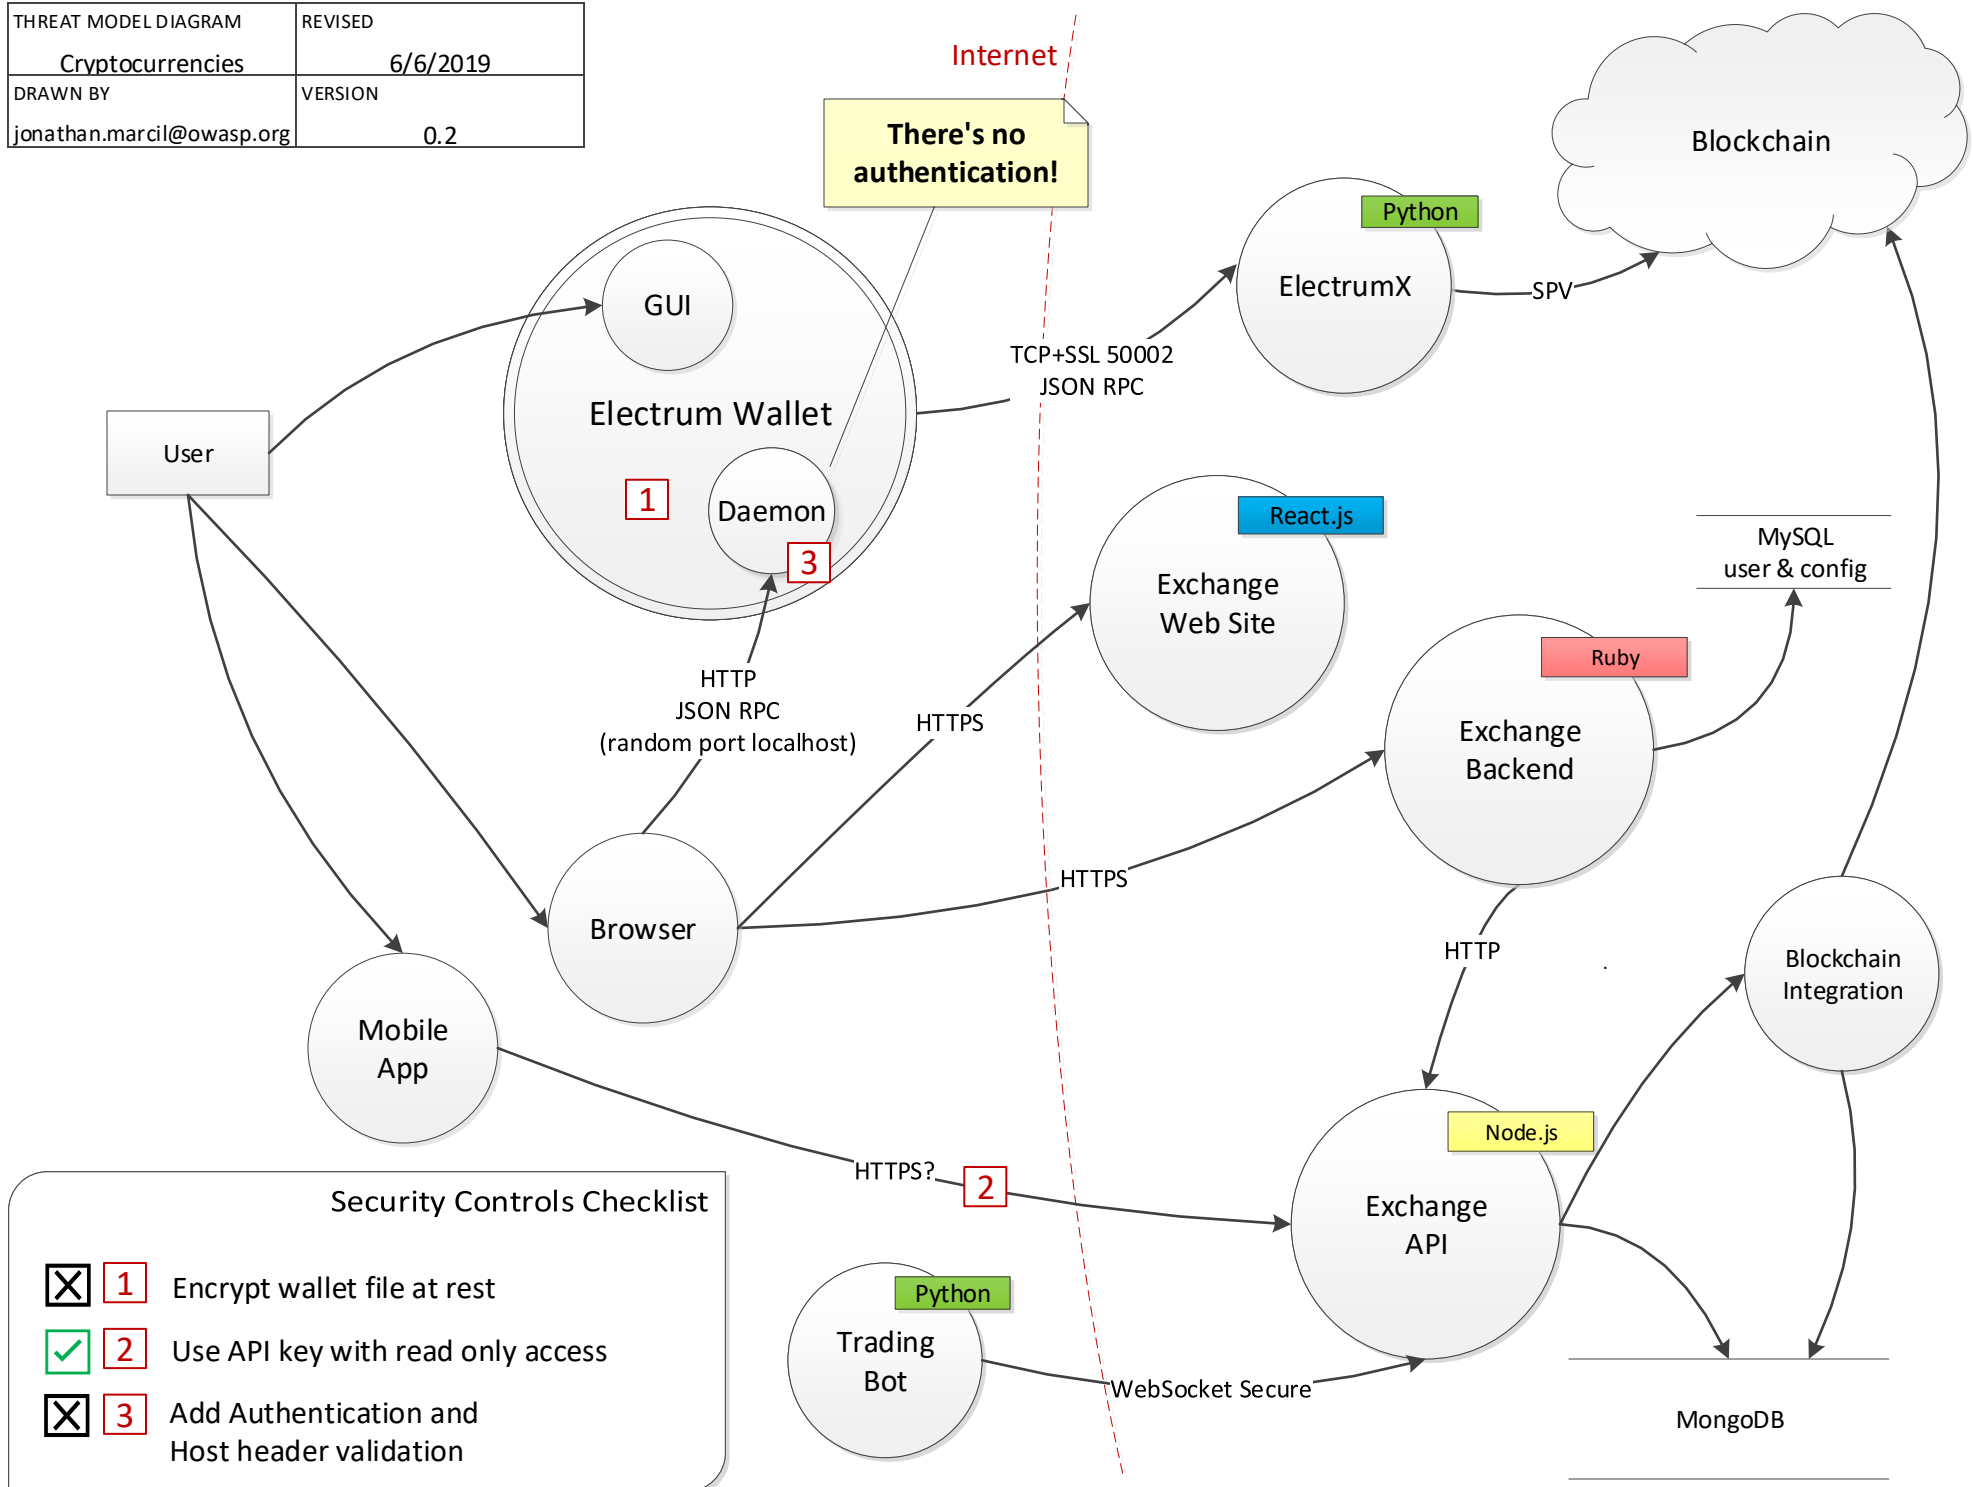 THREAT MODEL DIAGRAM
Cryptocurrencies
REVISED
6/6/2019
DRAWN BY
jonathan.marcil@owasp.org
VERSION
0.2
Internet
There's no
authentication!
Blockchain
Python
ElectrumX
SPV
GUI
TCP+SSL 50002
JSON RPC
Electrum Wallet
User
1
Daemon
3
React.js
Exchange
Web Site
MySQL
user & config
HTTP
JSON RPC
(random port localhost)
HTTPS
Ruby
Exchange
Backend
HTTPS
Browser
HTTP
Blockchain
Integration
Mobile
App
HTTPS?
2
Node.js
Exchange
API
Python
Trading
Bot
WebSocket Secure
MongoDB
Security Controls Checklist
1 Encrypt wallet file at rest
2 Use API key with read only access
3 Add Authentication and
Host header validation